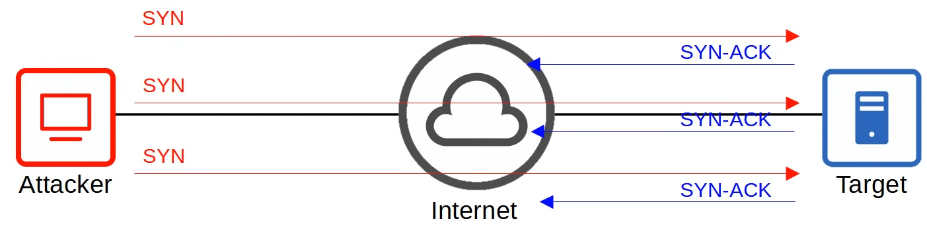 SYN
SYN-ACK
SYN
SYN-ACK
SYN
SYN-ACK
Attacker
Target
Internet